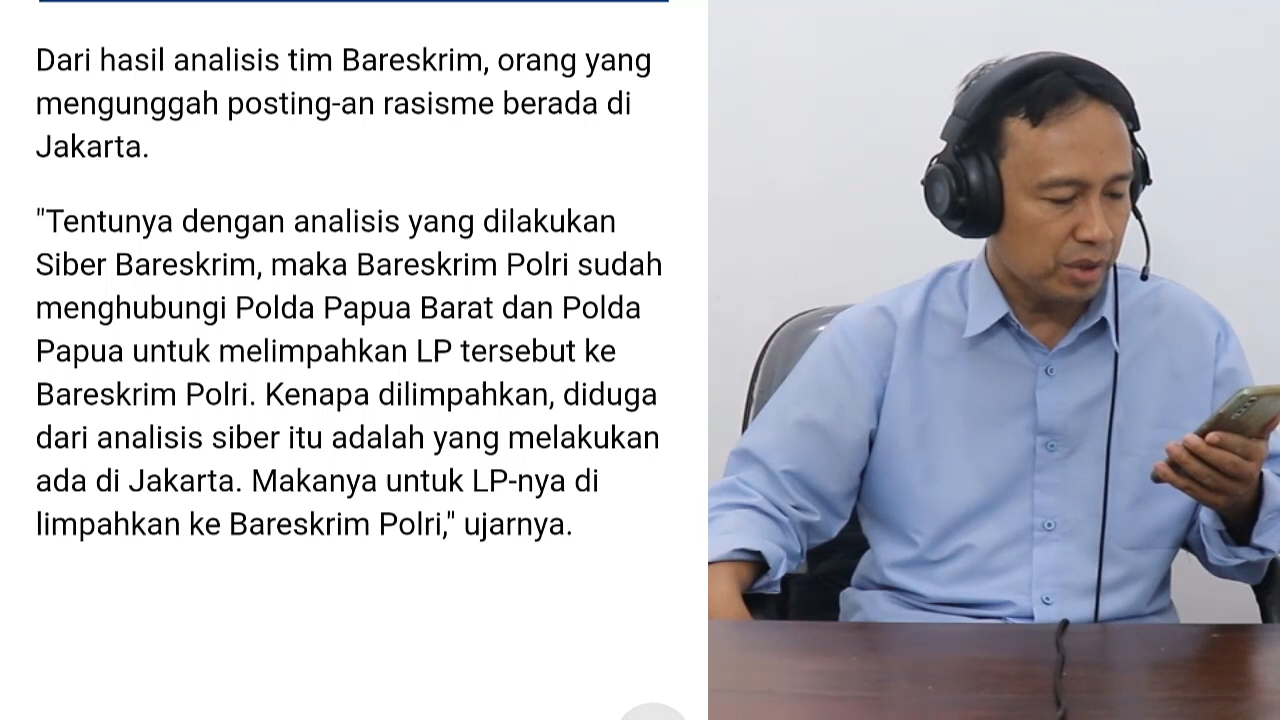 Dari hasil analisis tim Bareskrim, orang yang
mengunggah posting-an rasisme berada di
Jakarta.
"Tentunya dengan analisis yang dilakukan
Siber Bareskrim, maka Bareskrim Polri sudah
menghubungi Polda Papua Barat dan Polda
Papua untuk melimpahkan LP tersebut ke
Bareskrim Polri. Kenapa dilimpahkan, diduga
dari analisis siber itu adalah yang melakukan
ada di Jakarta. Makanya untuk LP-nya di
limpahkan ke Bareskrim Polri," ujarnya.